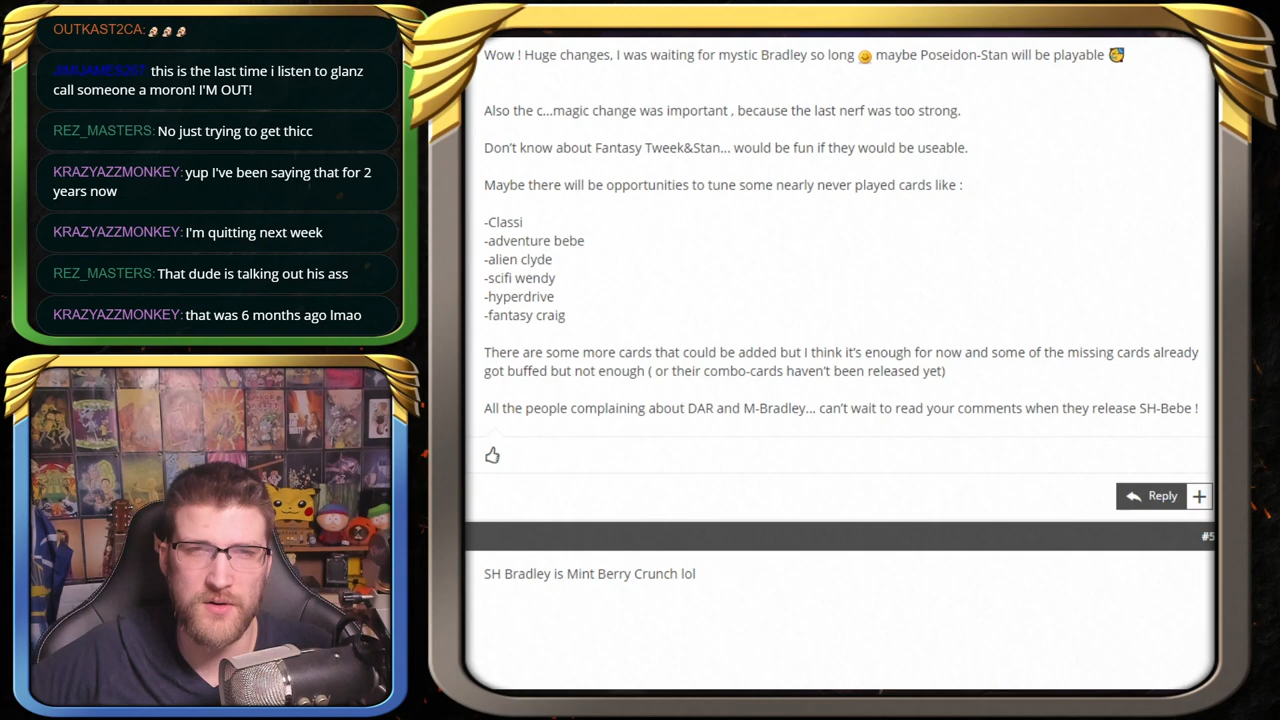 OUTKAST2CA:
JIMJAMES267: this is the last time i listen to glanz
call someone a moron! I'M OUT!
REZ_MASTERS: No just trying to get thicc
KRAZYAZZMONKEY: yup I've been saying that for 2
years now
KRAZYAZZMONKEY: I'm quitting next week
REZ_MASTERS: That dude is talking out his ass
KRAZYAZZMONKEY: that was 6 months ago lmao
Wow ! Huge changes, I was waiting for mystic Bradley so long maybe Poseidon-Stan will be playable
Also the c...magic change was important , because the last nerf was too strong.
Don't know about Fantasy Tweek&Stan... would be fun if they would be useable.
Maybe there will be opportunities to tune some nearly never played cards like :
-Classi
-adventure bebe
-alien clyde
-scifi wendy
-hyperdrive
-fantasy craig
There are some more cards that could be added but I think it's enough for now and some of the missing cards already
got buffed but not enough ( or their combo-cards haven't been released yet)
All the people complaining about DAR and M-Bradley... can't wait to read your comments when they release SH-Bebe !
Reply +
#5
SH Bradley is Mint Berry Crunch lol